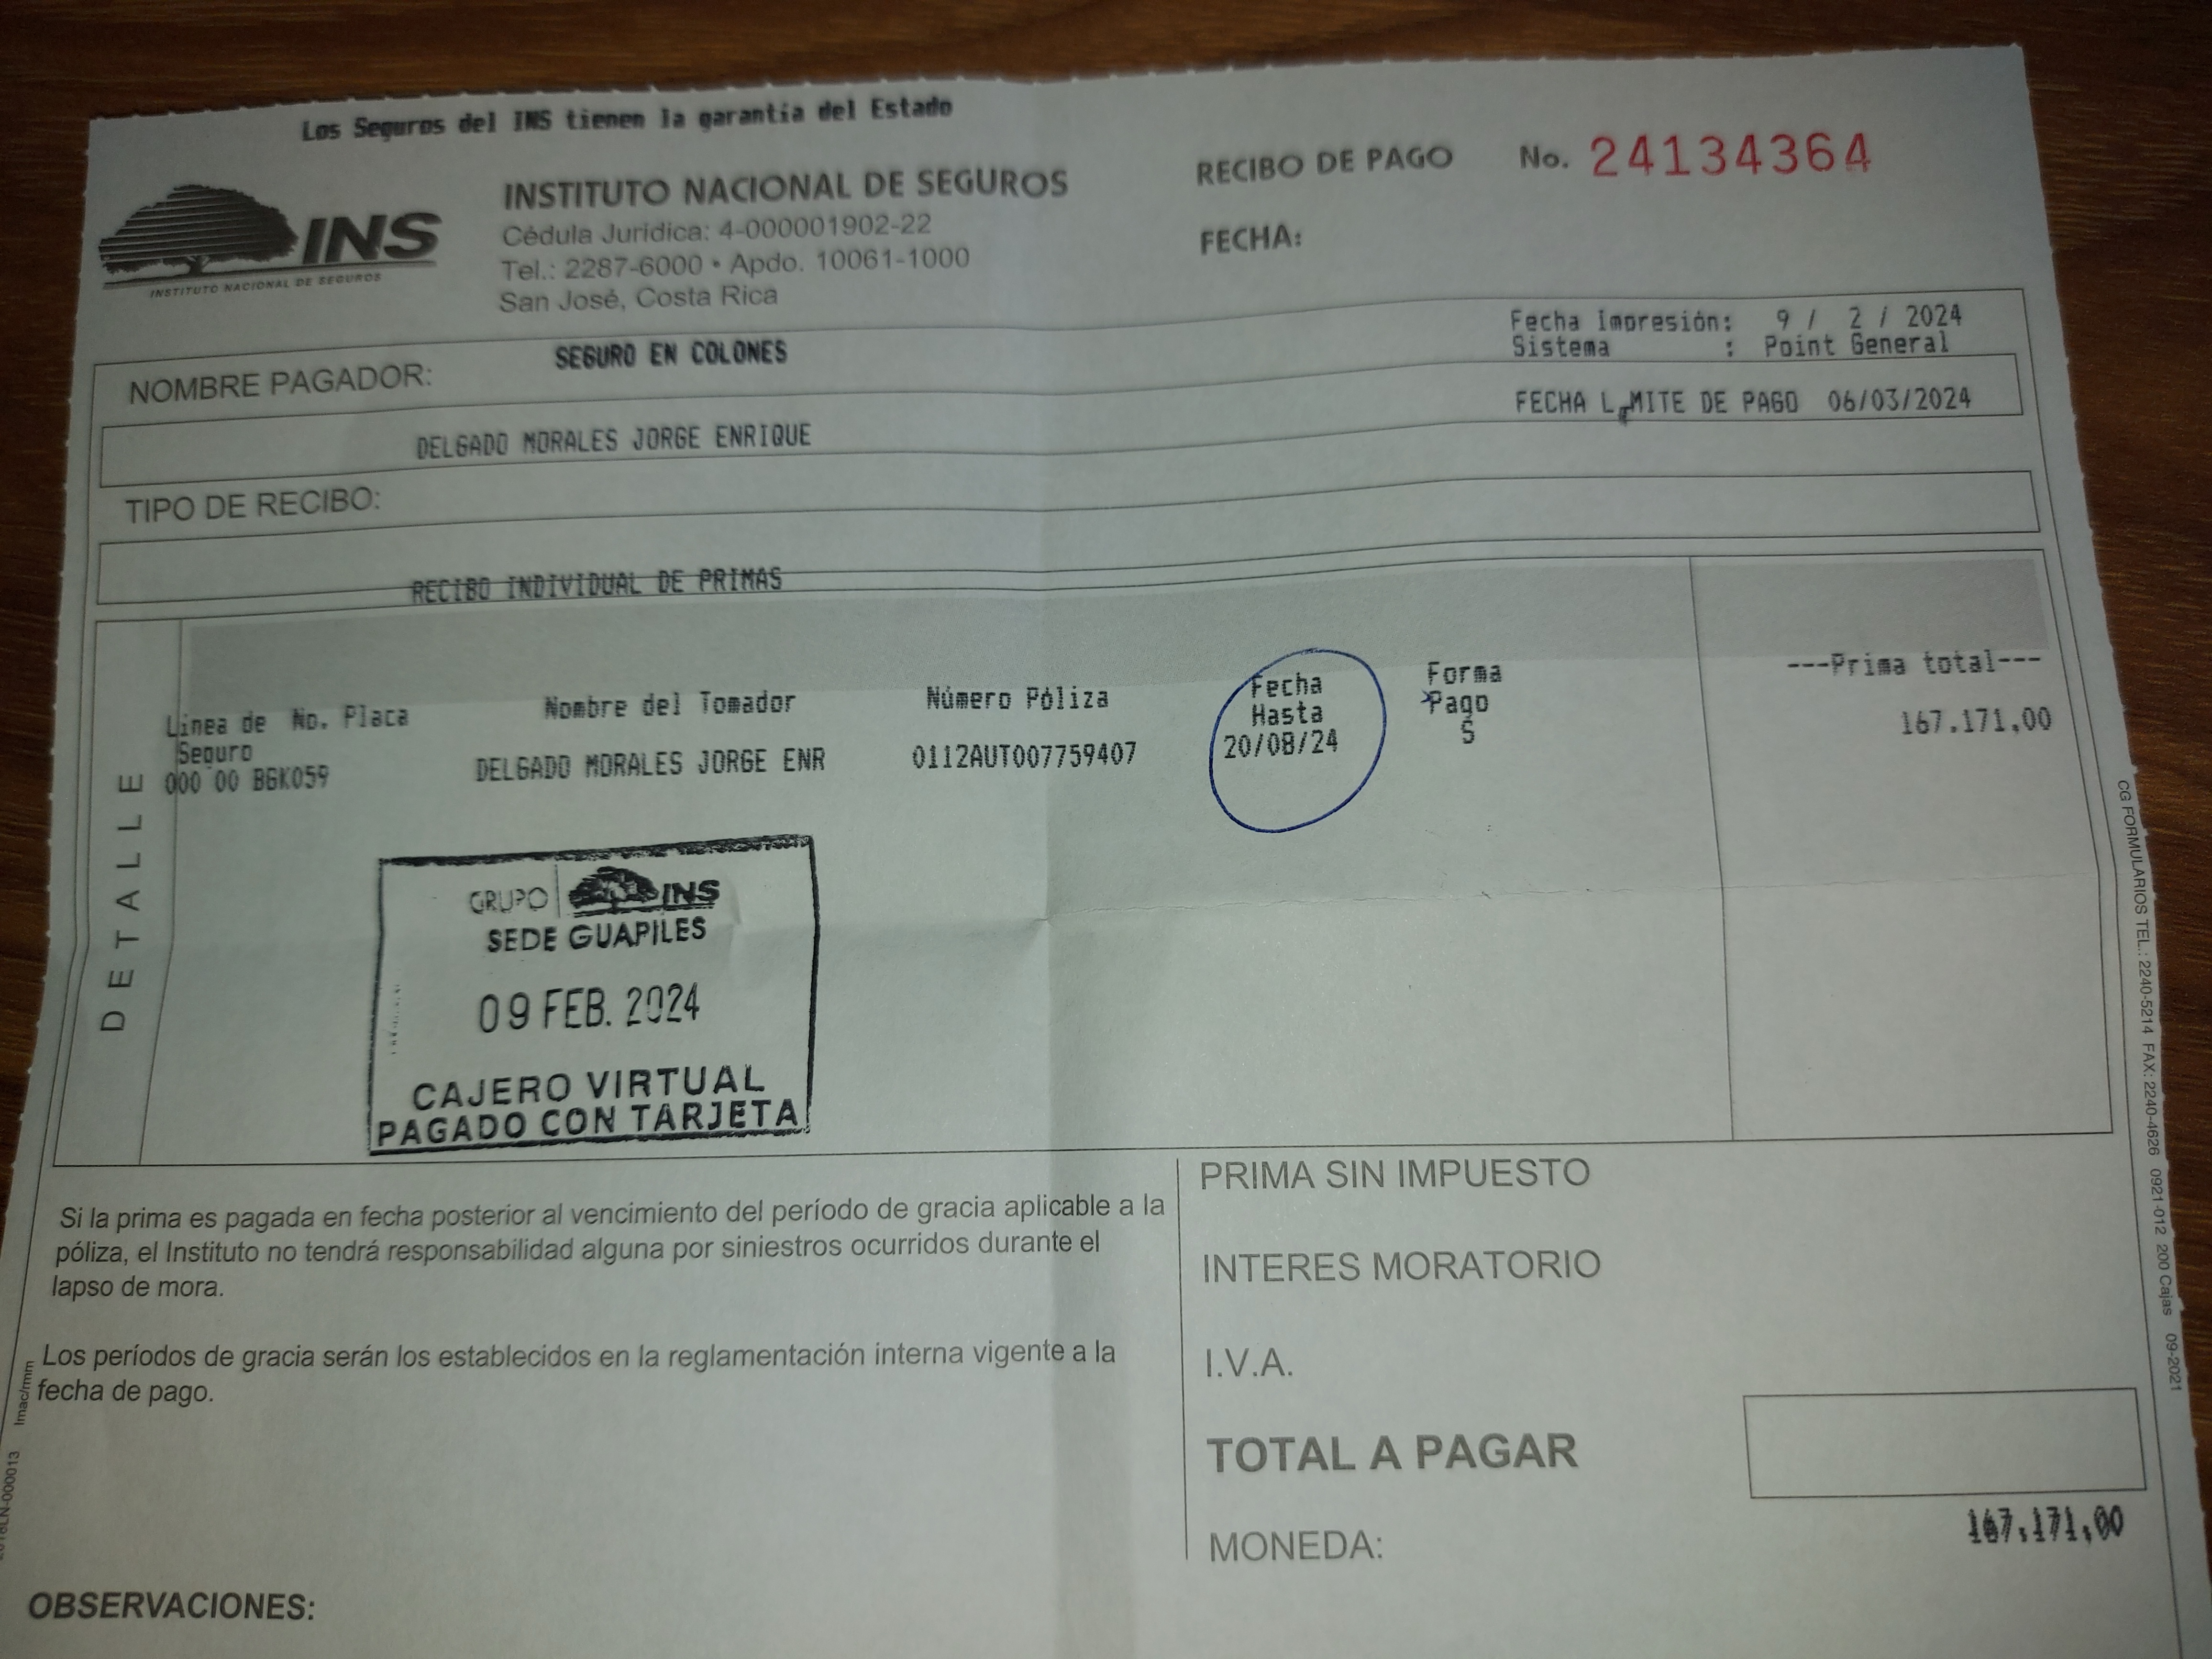 Los Seguros del INS tienen la garantía del Estado
INS
INSTITUTO NACIONAL DE SEGUROS
INSTITUTO NACIONAL DE SEGUROS
Cédula Jurídica: 4-000001902-22
Tel.: 2287-6000 • Apdo. 10061-1000
San José, Costa Rica
RECIBO DE PAGO No. 24134364
FECHA:
Fecha Impresión: 9 / 2 / 2024
Sistema : Point General
SEGURO EN COLONES
NOMBRE PAGADOR:
FECHA L MITE DE PAGO 06/03/2024
DELGADO MORALES JORGE ENRIQUE
TIPO DE RECIBO:
RECIBO INDIVIDUAL DE PRIMAS
DETALLE
Línea de Seguro No. Placa Nombre del Tomador Número Póliza Fecha Hasta Forma Pago ---Prima total---
000 00 BGK059 DELGADO MORALES JORGE ENR 0112AUT007759407 20/08/24 S 167.171,00
GRUPO INS
SEDE GUAPILES
09 FEB. 2024
CAJERO VIRTUAL
PAGADO CON TARJETA
Si la prima es pagada en fecha posterior al vencimiento del período de gracia aplicable a la
póliza, el Instituto no tendrá responsabilidad alguna por siniestros ocurridos durante el
lapso de mora.
Los períodos de gracia serán los establecidos en la reglamentación interna vigente a la
fecha de pago.
PRIMA SIN IMPUESTO
INTERES MORATORIO
I.V.A.
TOTAL A PAGAR
167.171,00
MONEDA:
OBSERVACIONES:
CG FORMULARIOS TEL.: 2240-5214 FAX: 2240-4626 0921-012 200 Cajas 09-2021
Imac/rmm